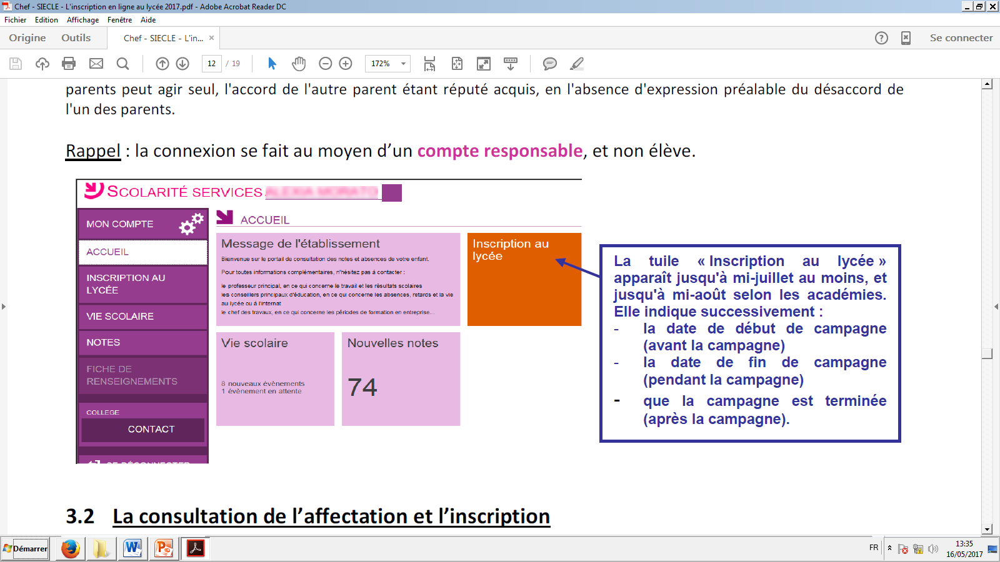 Chef - SIECLE - L'inscription en ligne au lycée 2017.pdf - Adobe Acrobat Reader DC
Fichier Edition Affichage Fenêtre Aide
Origine Outils Chef - SIECLE - L'in... × Se connecter
12 / 19 172%
parents peut agir seul, l'accord de l'autre parent étant réputé acquis, en l'absence d'expression préalable du désaccord de
l'un des parents.
Rappel : la connexion se fait au moyen d’un compte responsable, et non élève.
SCOLARITÉ SERVICES
MON COMPTE
ACCUEIL
INSCRIPTION AU
LYCÉE
VIE SCOLAIRE
NOTES
FICHE DE
RENSEIGNEMENTS
COLLEGE
CONTACT
SE DÉCONNECTER
ACCUEIL
Message de l'établissement
Bienvenue sur le portail de consultation des notes et absences de votre enfant.
Pour toutes informations complémentaires, n'hésitez pas à contacter :
le professeur principal, en ce qui concerne le travail et les résultats scolaires
les conseillers principaux d'éducation, en ce qui concerne les absences, retards et la vie
au lycée ou à l'internat
le chef des travaux, en ce qui concerne les périodes de formation en entreprise...
Inscription au
lycée
Vie scolaire
8 nouveaux évènements
1 évènement en attente
Nouvelles notes
74
La tuile « Inscription au lycée »
apparaît jusqu'à mi-juillet au moins, et
jusqu'à mi-août selon les académies.
Elle indique successivement :
- la date de début de campagne
(avant la campagne)
- la date de fin de campagne
(pendant la campagne)
- que la campagne est terminée
(après la campagne).
3.2 La consultation de l’affectation et l’inscription
Démarrer
FR
13:35
16/05/2017